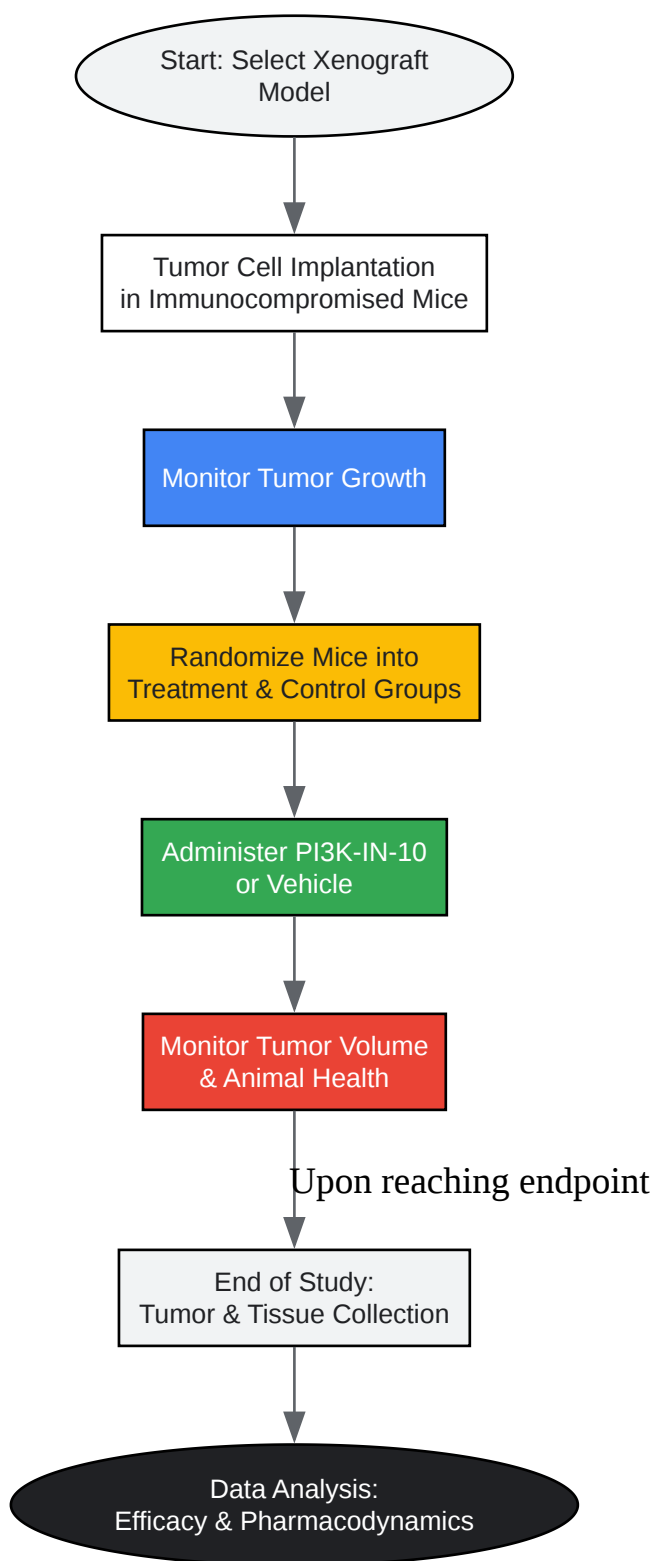 Start: Select Xenograft
Model
Tumor Cell Implantation
in Immunocompromised Mice
Monitor Tumor Growth
Randomize Mice into
Treatment & Control Groups
Administer PI3K-IN-10
or Vehicle
Monitor Tumor Volume
& Animal Health
Upon reaching endpoint
End of Study:
Tumor & Tissue Collection
Data Analysis:
Efficacy & Pharmacodynamics